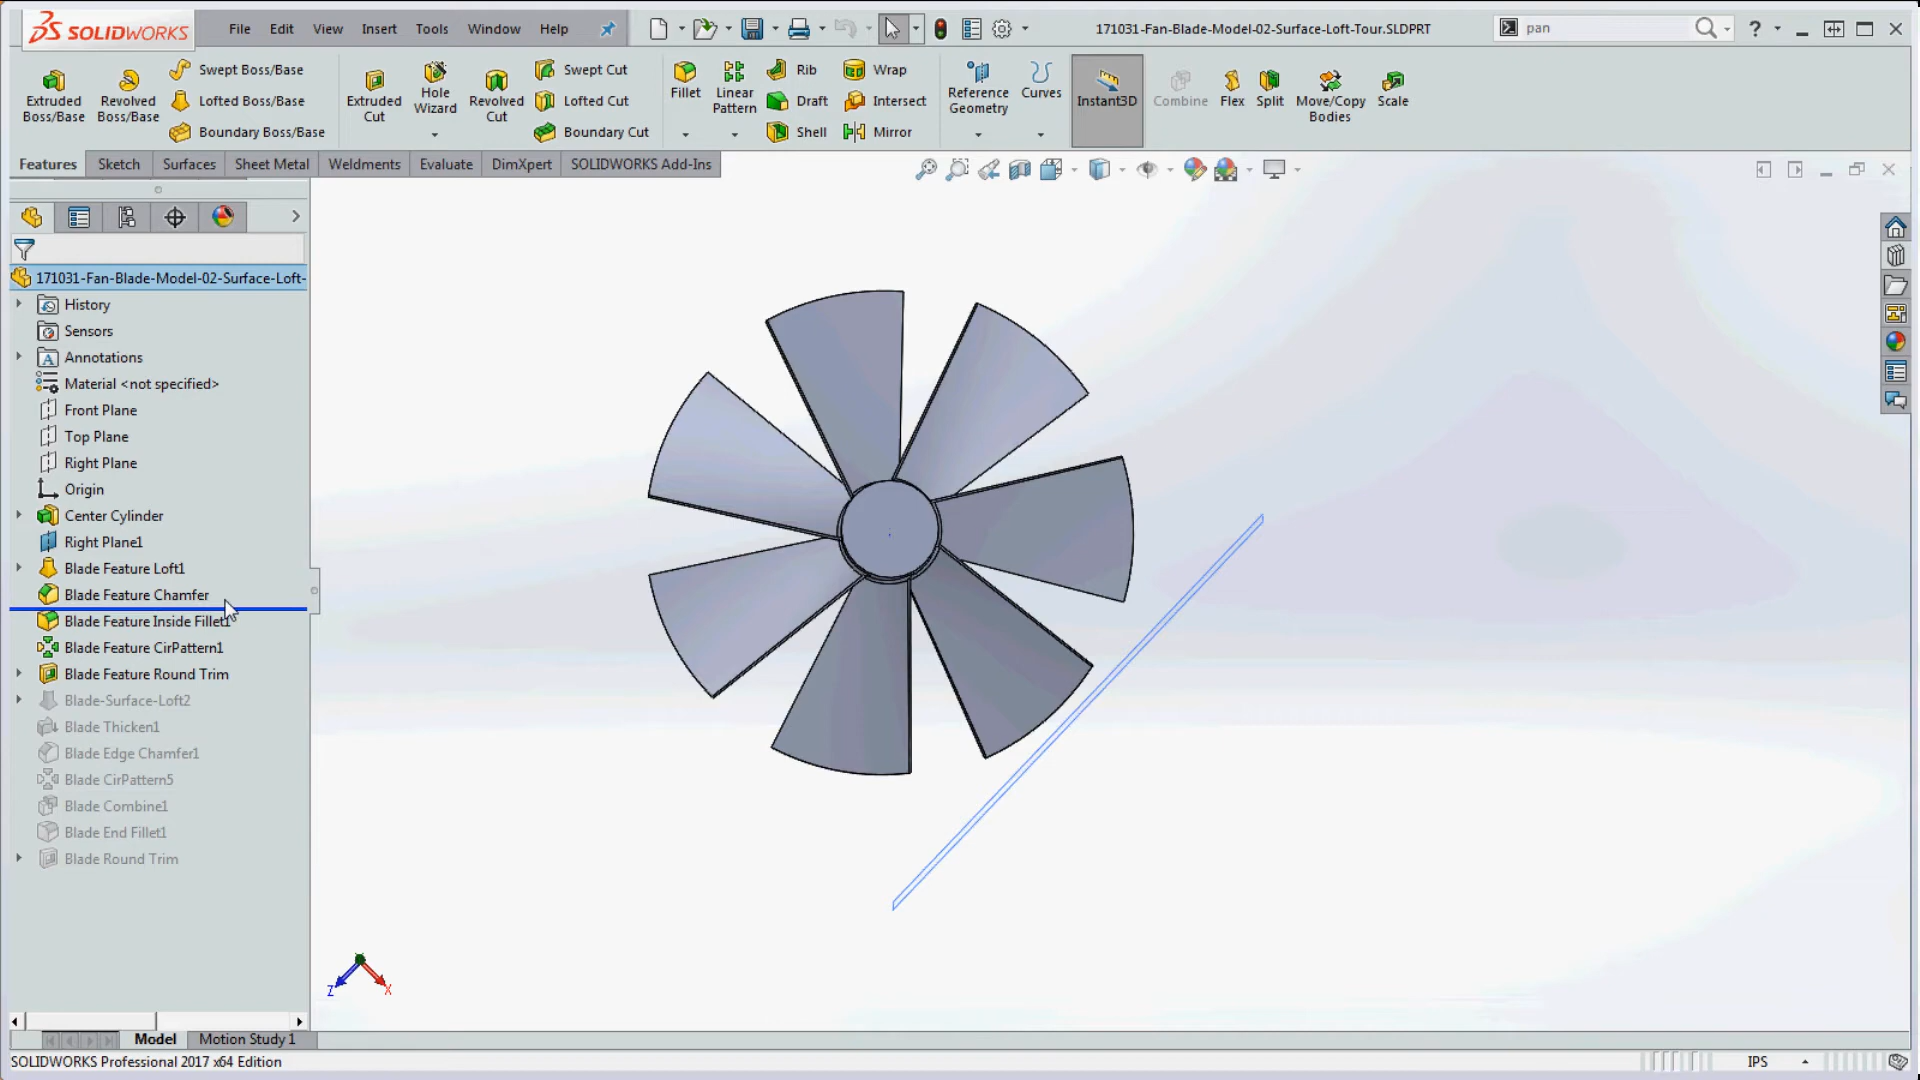 SOLIDWORKS
File Edit View Insert Tools Window Help
171031-Fan-Blade-Model-02-Surface-Loft-Tour.SLDPRT
pan
?
Extruded Boss/Base
Revolved Boss/Base
Swept Boss/Base
Lofted Boss/Base
Boundary Boss/Base
Extruded Cut
Hole Wizard
Revolved Cut
Swept Cut
Lofted Cut
Boundary Cut
Fillet
Linear Pattern
Rib
Draft
Shell
Wrap
Intersect
Mirror
Reference Geometry
Curves
Instant3D
Combine
Flex
Split
Move/Copy Bodies
Scale
Features Sketch Surfaces Sheet Metal Weldments Evaluate DimXpert SOLIDWORKS Add-Ins
171031-Fan-Blade-Model-02-Surface-Loft-
History
Sensors
A Annotations
Material <not specified>
Front Plane
Top Plane
Right Plane
Origin
Center Cylinder
Right Plane1
Blade Feature Loft1
Blade Feature Chamfer
Blade Feature Inside Fillet1
Blade Feature CirPattern1
Blade Feature Round Trim
Blade-Surface-Loft2
Blade Thicken1
Blade Edge Chamfer1
Blade CirPattern5
Blade Combine1
Blade End Fillet1
Blade Round Trim
Z X
Model Motion Study 1
SOLIDWORKS Professional 2017 x64 Edition
IPS